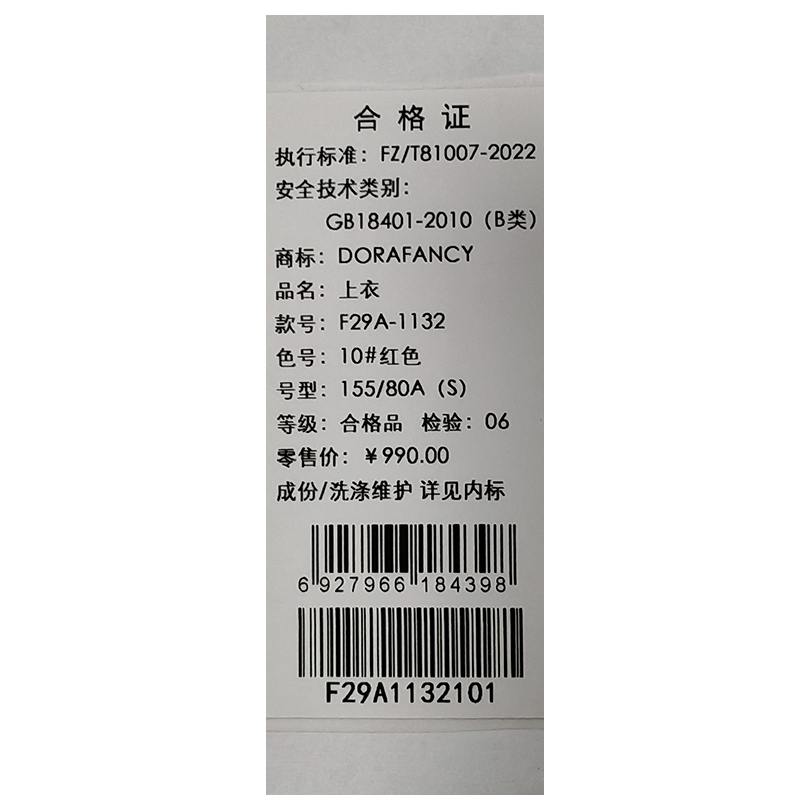 合格证
执行标准：FZ/T81007-2022
安全技术类别：
GB18401-2010（B类）
商标：DORAFANCY
品名：上衣
款号：F29A-1132
色号：10#红色
号型：155/80A（S）
等级：合格品 检验：06
零售价：￥990.00
成份/洗涤维护 详见内标
6 927966 184398
F29A1132101